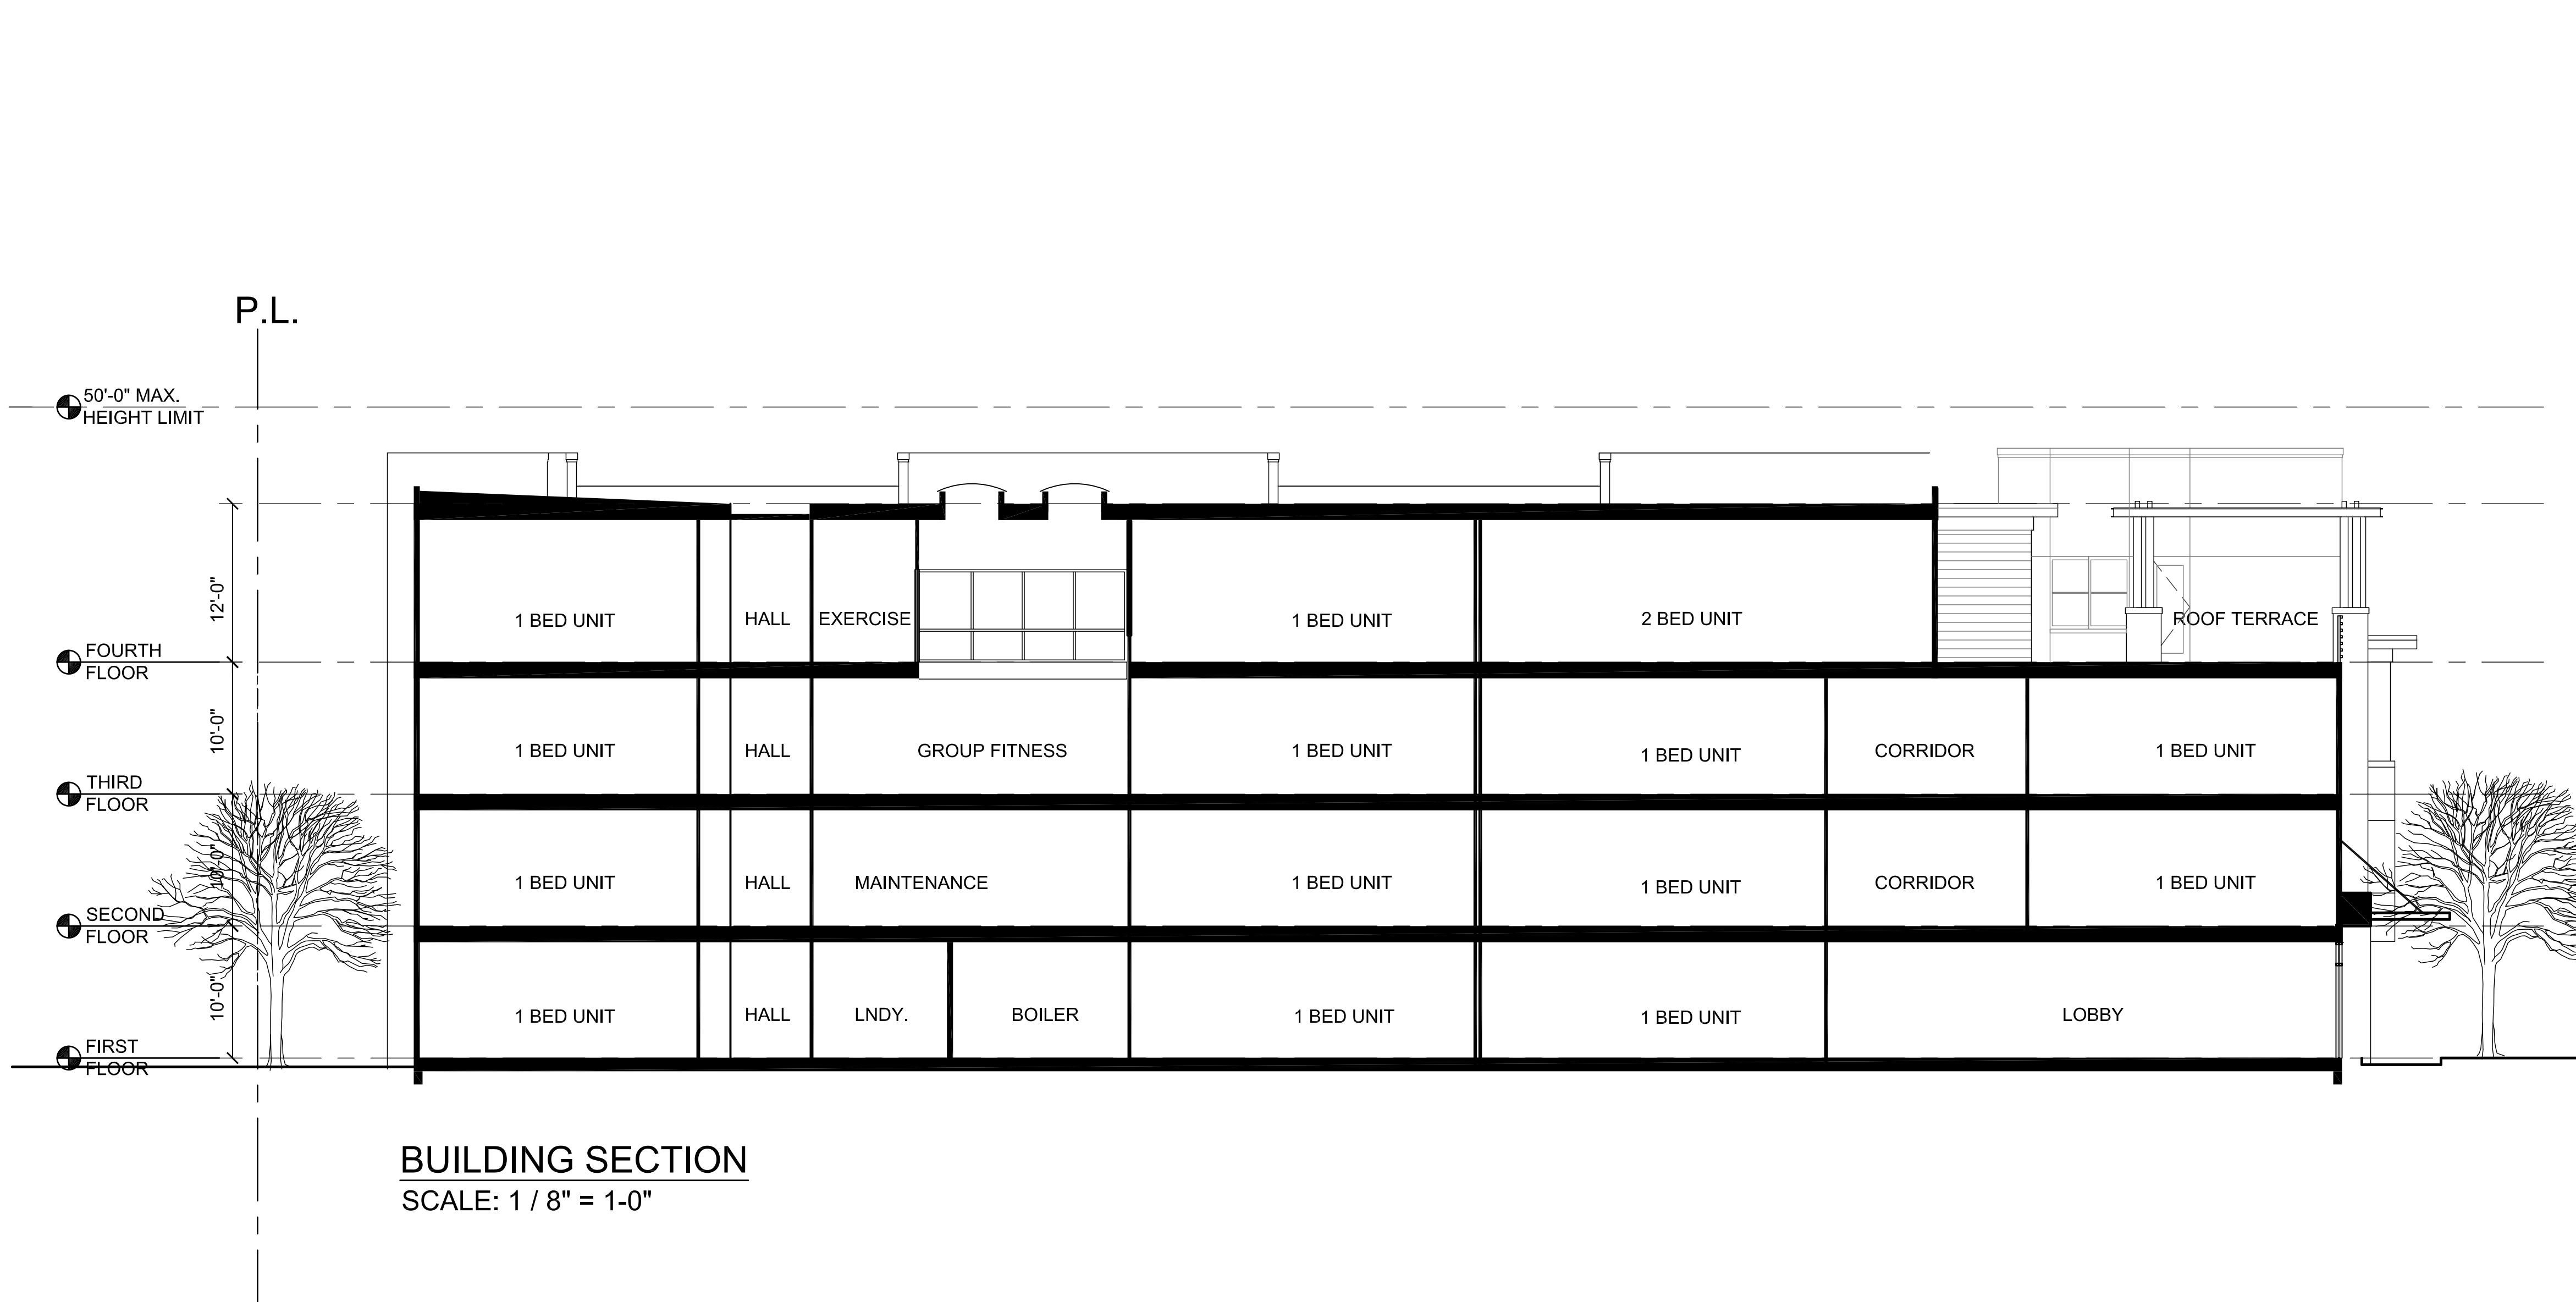 P.L.
50'-0" MAX.
HEIGHT LIMIT
12'-0"
1 BED UNIT
HALL
EXERCISE
1 BED UNIT
2 BED UNIT
ROOF TERRACE
FOURTH
FLOOR
10'-0"
1 BED UNIT
HALL
GROUP FITNESS
1 BED UNIT
1 BED UNIT
CORRIDOR
1 BED UNIT
THIRD
FLOOR
10'-0"
1 BED UNIT
HALL
MAINTENANCE
1 BED UNIT
1 BED UNIT
CORRIDOR
1 BED UNIT
SECOND
FLOOR
10'-0"
1 BED UNIT
HALL
LNDY.
BOILER
1 BED UNIT
1 BED UNIT
LOBBY
FIRST
FLOOR
BUILDING SECTION
SCALE: 1 / 8" = 1-0"